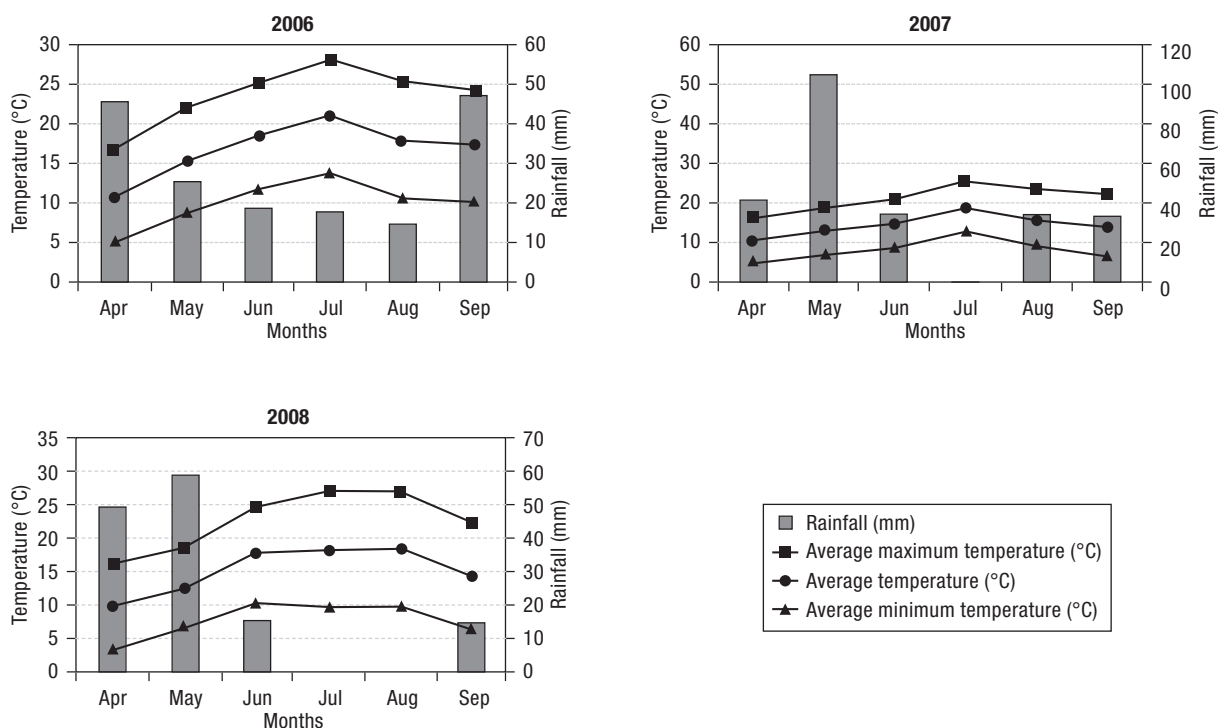 2006
30
25
20
15
10
5
0
Temperature (°C)
60
50
40
30
20
10
0
Rainfall (mm)
Apr May Jun Jul Aug Sep
Months
2007
60
50
40
30
20
10
0
Temperature (°C)
120
100
80
60
40
20
0
Rainfall (mm)
Apr May Jun Jul Aug Sep
Months
2008
35
30
25
20
15
10
5
0
Temperature (°C)
70
60
50
40
30
20
10
0
Rainfall (mm)
Apr May Jun Jul Aug Sep
Months
Rainfall (mm)
Average maximum temperature (°C)
Average temperature (°C)
Average minimum temperature (°C)